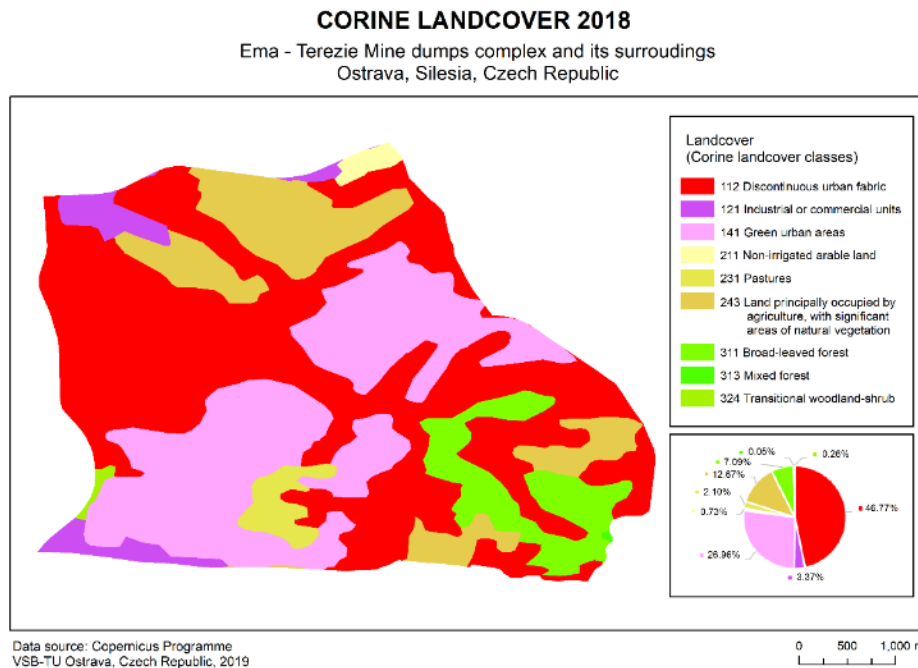 CORINE LANDCOVER 2018
Ema - Terezie Mine dumps complex and its surroudings
Ostrava, Silesia, Czech Republic
Landcover
(Corine landcover classes)
112 Discontinuous urban fabric
121 Industrial or commercial units
141 Green urban areas
211 Non-irrigated arable land
231 Pastures
243 Land principally occupied by
agriculture, with significant
areas of natural vegetation
311 Broad-leaved forest
313 Mixed forest
324 Transitional woodland-shrub
0.05%
0.26%
7.09%
12.67%
2.10%
0.73%
46.77%
26.96%
3.37%
Data source: Copernicus Programme
VSB-TU Ostrava, Czech Republic, 2019
0 500 1,000 m